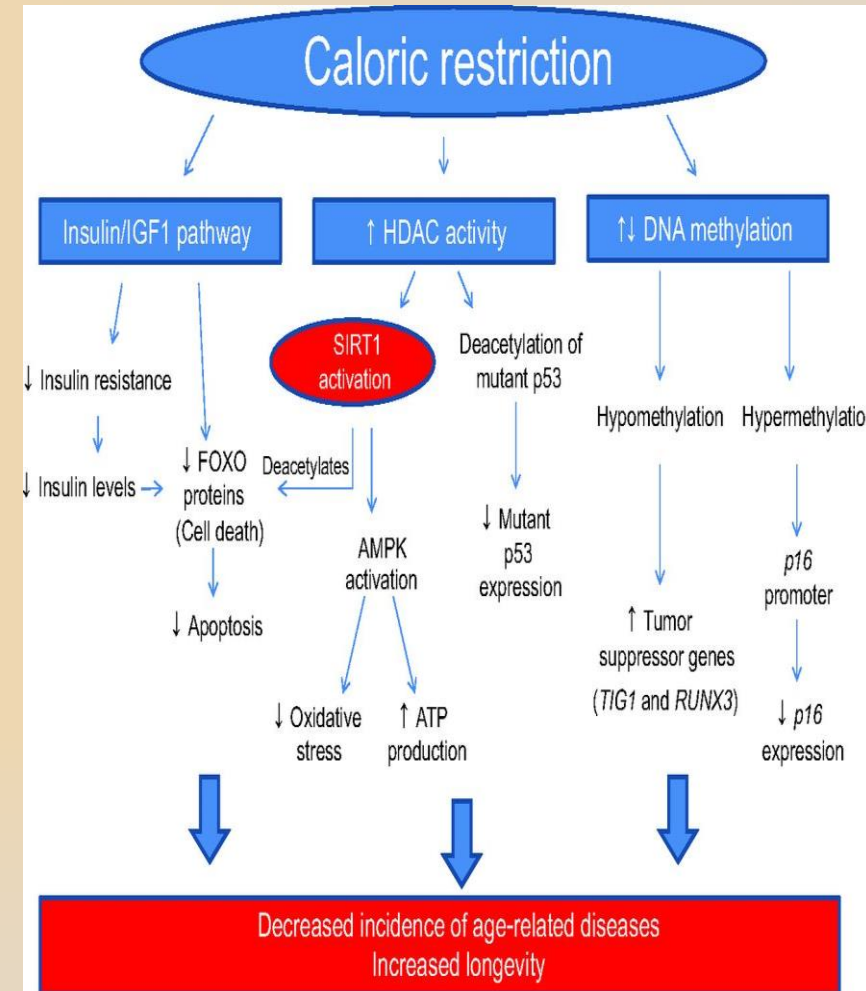 Caloric restriction
Insulin/IGF1 pathway
↑ HDAC activity
↑↓ DNA methylation
↓ Insulin resistance
↓ Insulin levels
↓ FOXO
proteins
(Cell death)
↓ Apoptosis
SIRT1
activation
Deacetylates
AMPK
activation
↓ Oxidative
stress
↑ ATP
production
Deacetylation of
mutant p53
↓ Mutant
p53
expression
Hypomethylation
↑ Tumor
suppressor genes
(TIG1 and RUNX3)
Hypermethylatio
p16
promoter
↓ p16
expression
Decreased incidence of age-related diseases
Increased longevity